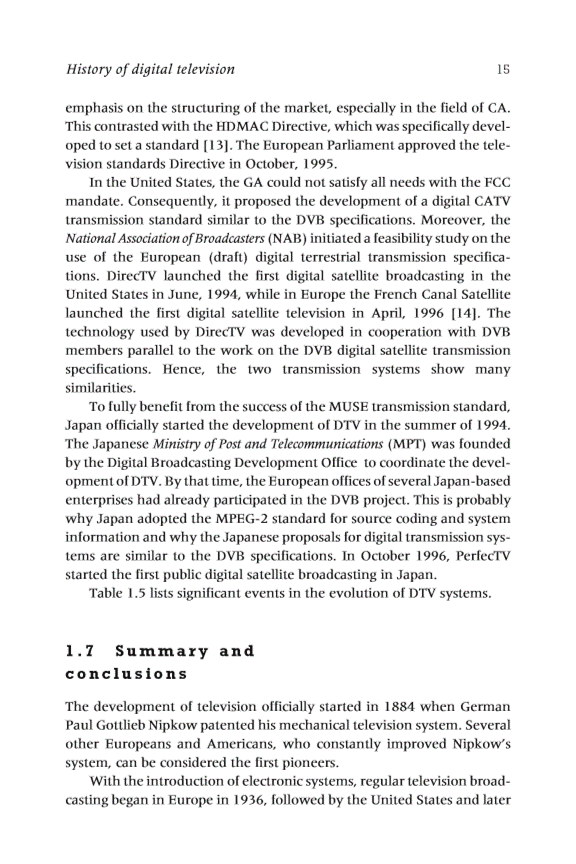 History of digital television 15
emphasis on the structuring of the market, especially in the field of CA.
This contrasted with the HDMAC Directive, which was specifically devel-
oped to set a standard [13]. The European Parliament approved the tele-
vision standards Directive in October, 1995.
In the United States, the GA could not satisfy all needs with the FCC
mandate. Consequently, it proposed the development of a digital CATV
transmission standard similar to the DVB specifications. Moreover, the
National Association of Broadcasters (NAB) initiated a feasibility study on the
use of the European (draft) digital terrestrial transmission specifica-
tions. DirecTV launched the first digital satellite broadcasting in the
United States in June, 1994, while in Europe the French Canal Satellite
launched the first digital satellite television in April, 1996 [14]. The
technology used by DirecTV was developed in cooperation with DVB
members parallel to the work on the DVB digital satellite transmission
specifications. Hence, the two transmission systems show many
similarities.
To fully benefit from the success of the MUSE transmission standard,
Japan officially started the development of DTV in the summer of 1994.
The Japanese Ministry of Post and Telecommunications (MPT) was founded
by the Digital Broadcasting Development Office to coordinate the devel-
opment of DTV. By that time, the European offices of several Japan-based
enterprises had already participated in the DVB project. This is probably
why Japan adopted the MPEG-2 standard for source coding and system
information and why the Japanese proposals for digital transmission sys-
tems are similar to the DVB specifications. In October 1996, PerfecTV
started the first public digital satellite broadcasting in Japan.
Table 1.5 lists significant events in the evolution of DTV systems.
1.7 Summary and
conclusions
The development of television officially started in 1884 when German
Paul Gottlieb Nipkow patented his mechanical television system. Several
other Europeans and Americans, who constantly improved Nipkow's
system, can be considered the first pioneers.
With the introduction of electronic systems, regular television broad-
casting began in Europe in 1936, followed by the United States and later